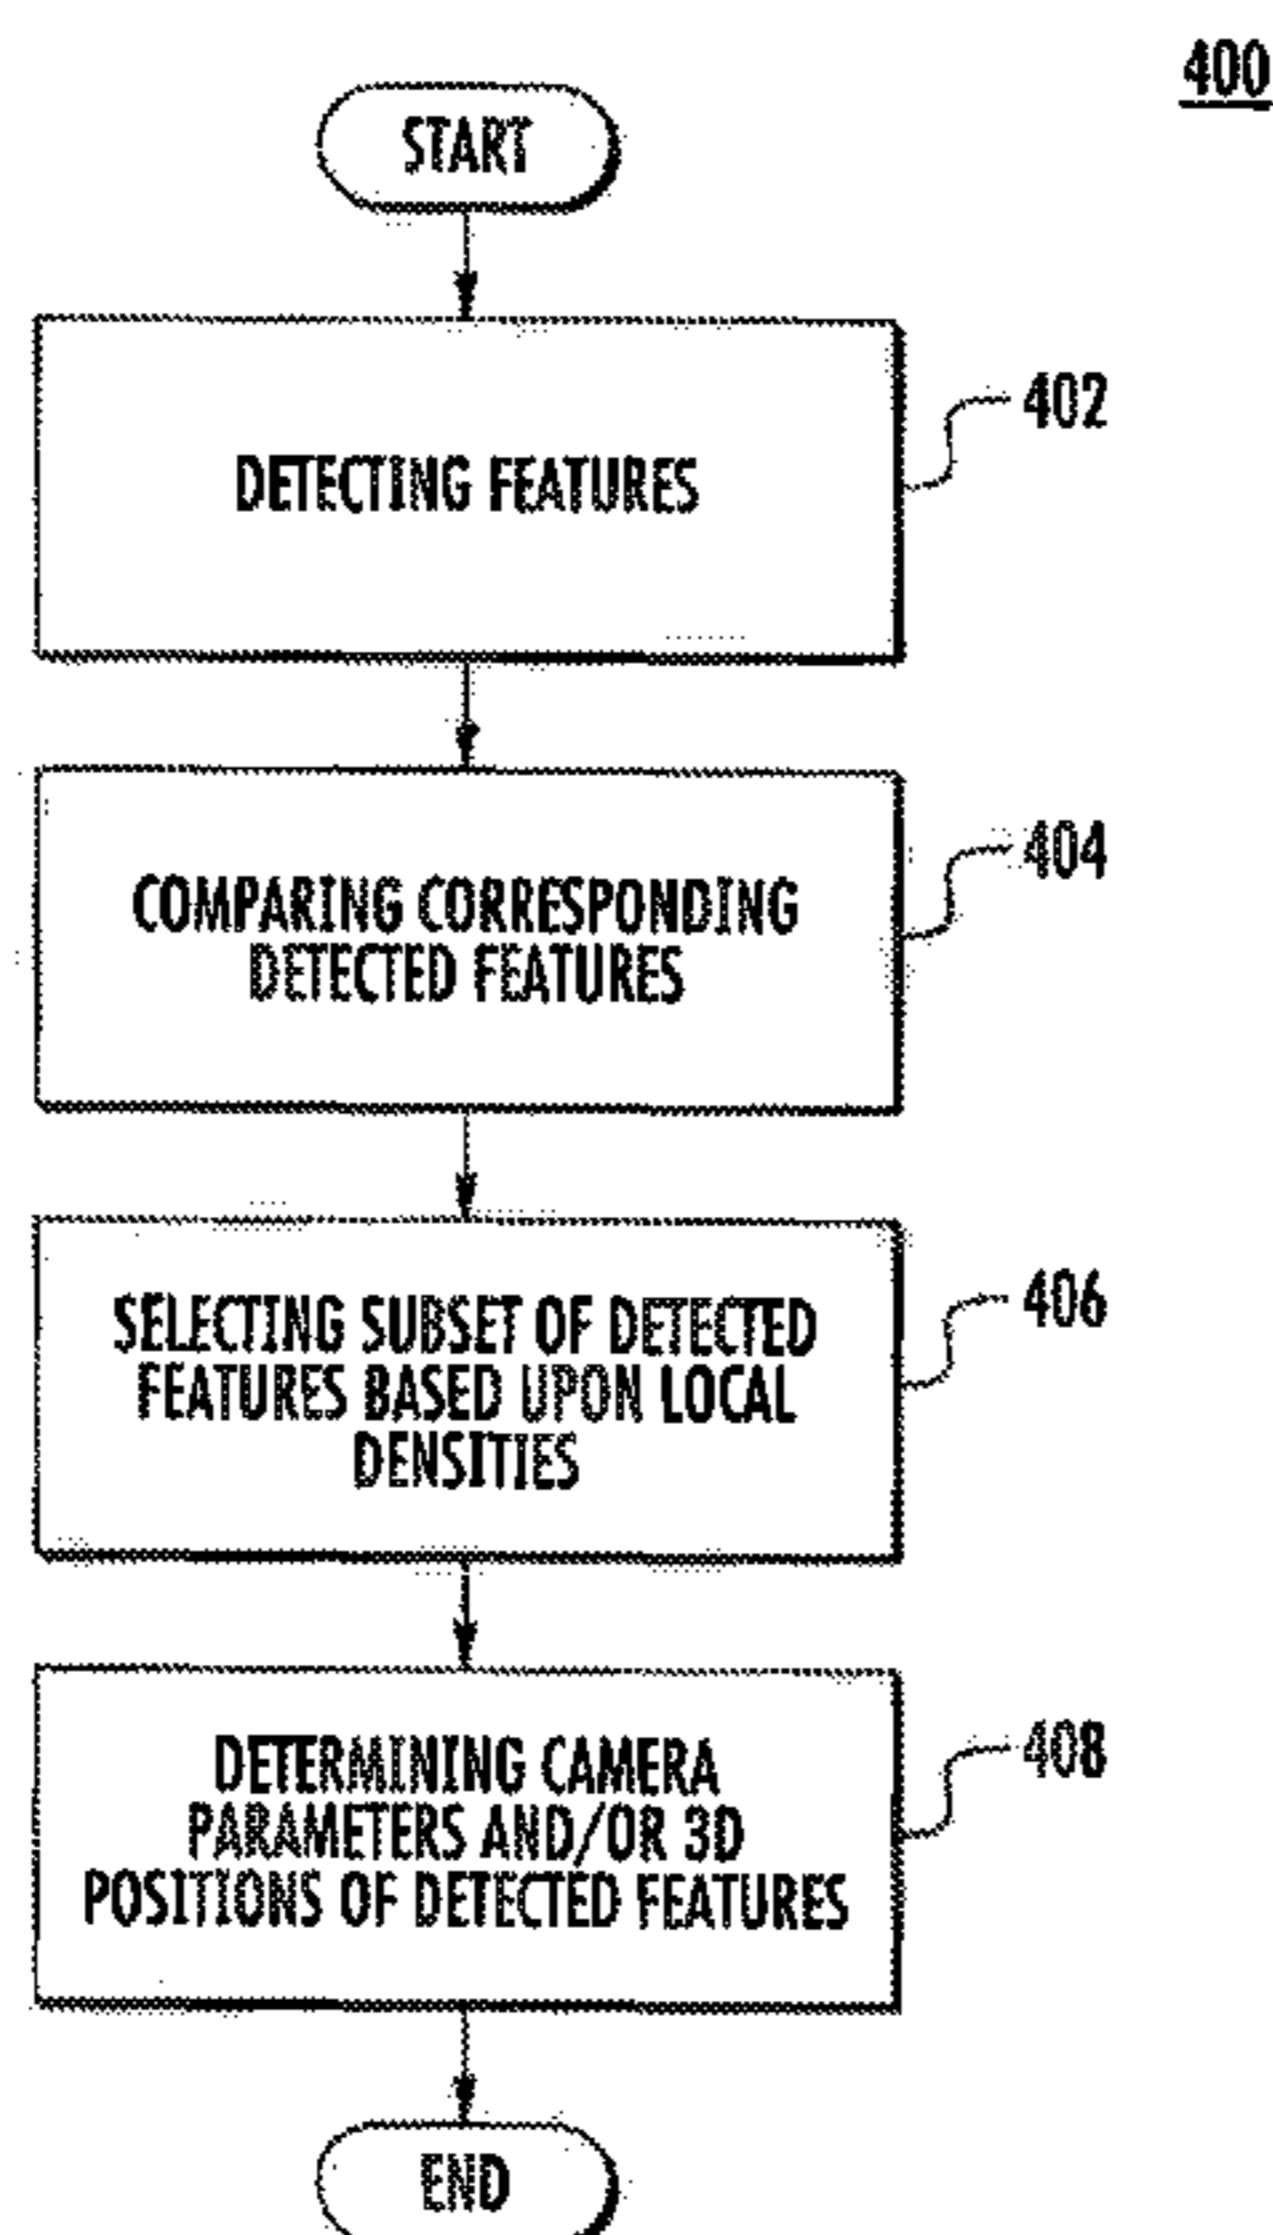 400
START
DETECTING FEATURES
402
COMPARING CORRESPONDING
DETECTED FEATURES
404
SELECTING SUBSET OF DETECTED
FEATURES BASED UPON LOCAL
DENSITIES
406
DETERMINING CAMERA
PARAMETERS AND/OR 3D
POSITIONS OF DETECTED FEATURES
408
END